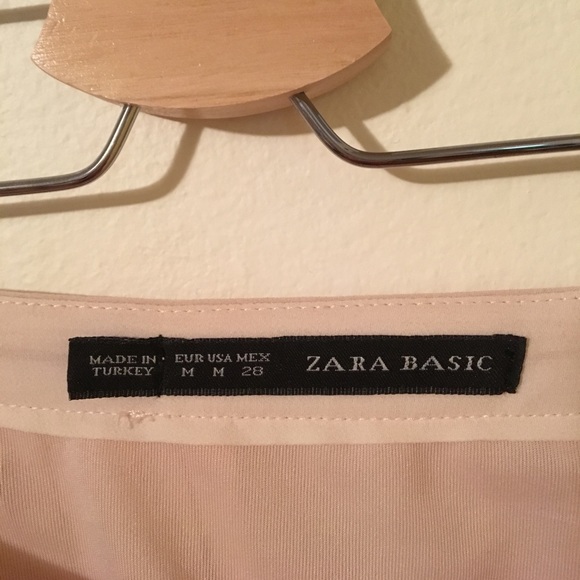 MADE IN
TURKEY
EUR USA MEX
M M 28
ZARA BASIC